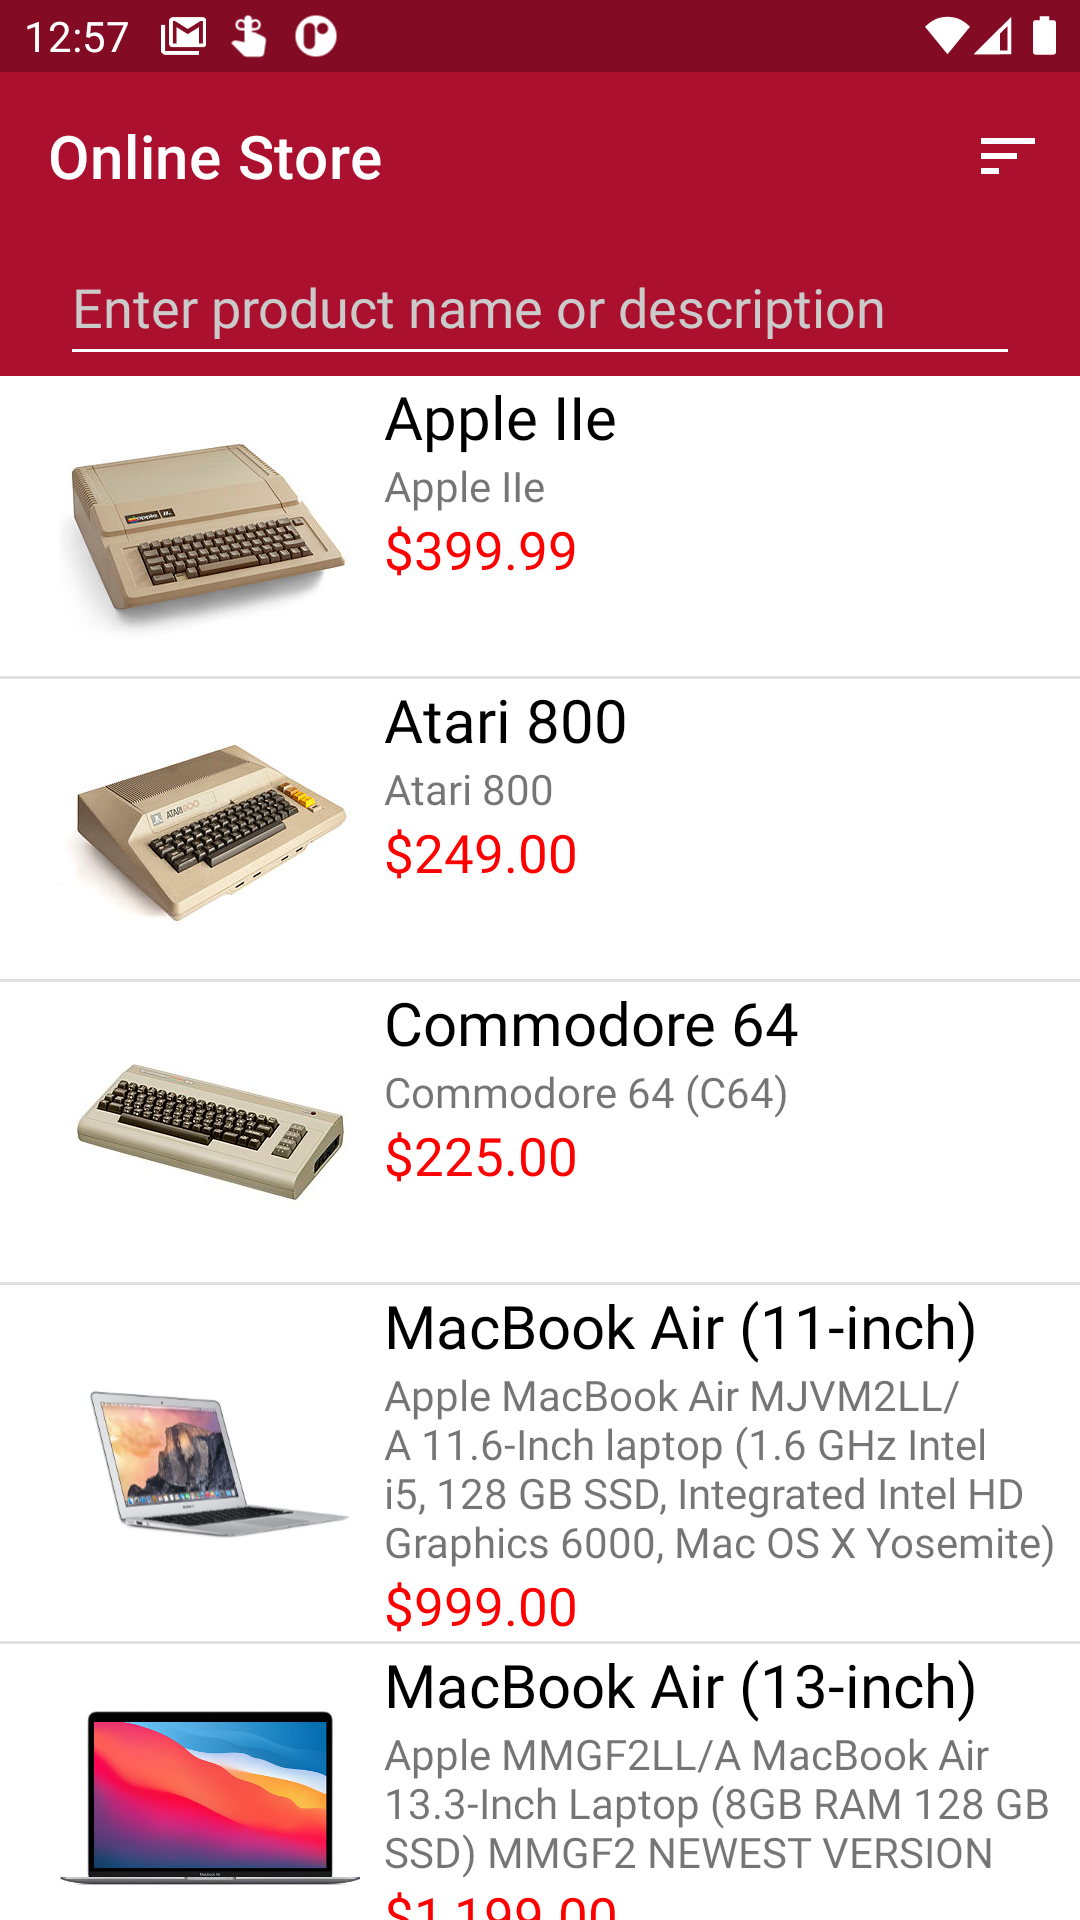 12:57
Online Store
Enter product name or description
Apple IIe
Apple IIe
$399.99
Atari 800
Atari 800
$249.00
Commodore 64
Commodore 64 (C64)
$225.00
MacBook Air (11-inch)
Apple MacBook Air MJVM2LL/
A 11.6-Inch laptop (1.6 GHz Intel
i5, 128 GB SSD, Integrated Intel HD
Graphics 6000, Mac OS X Yosemite)
$999.00
MacBook Air (13-inch)
Apple MMGF2LL/A MacBook Air
13.3-Inch Laptop (8GB RAM 128 GB
SSD) MMGF2 NEWEST VERSION
$1,199.00